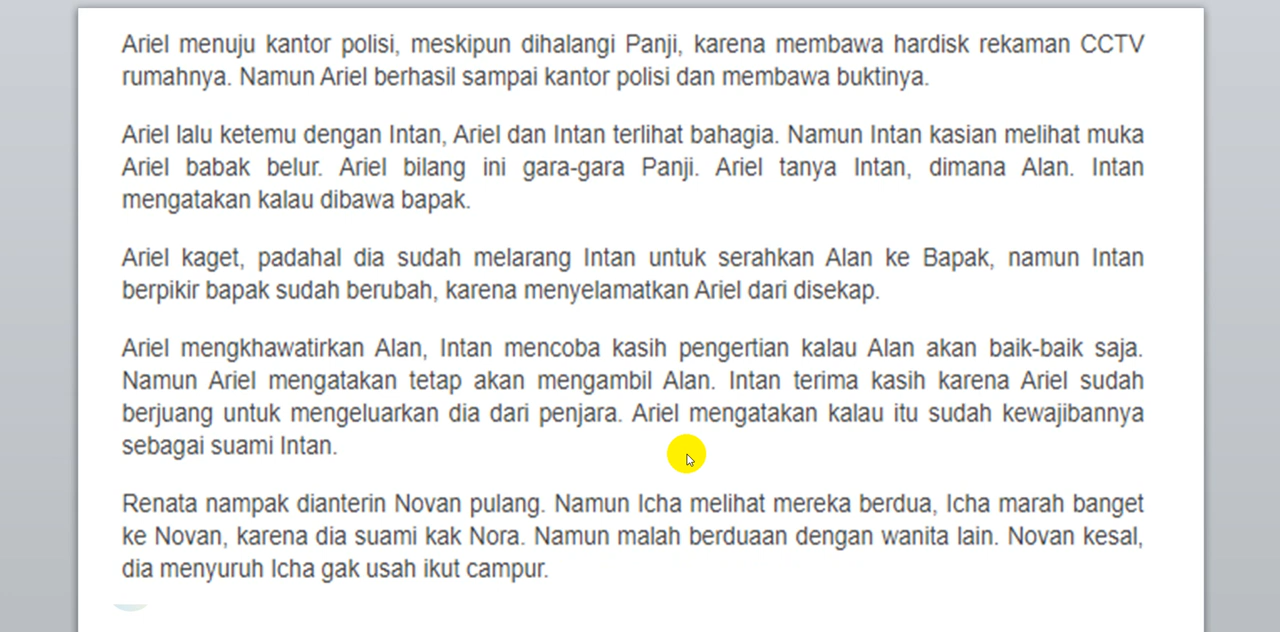 Ariel menuju kantor polisi, meskipun dihalangi Panji, karena membawa hardisk rekaman CCTV
rumahnya. Namun Ariel berhasil sampai kantor polisi dan membawa buktinya.
Ariel lalu ketemu dengan Intan, Ariel dan Intan terlihat bahagia. Namun Intan kasian melihat muka
Ariel babak belur. Ariel bilang ini gara-gara Panji. Ariel tanya Intan, dimana Alan. Intan
mengatakan kalau dibawa bapak.
Ariel kaget, padahal dia sudah melarang Intan untuk serahkan Alan ke Bapak, namun Intan
berpikir bapak sudah berubah, karena menyelamatkan Ariel dari disekap.
Ariel mengkhawatirkan Alan, Intan mencoba kasih pengertian kalau Alan akan baik-baik saja.
Namun Ariel mengatakan tetap akan mengambil Alan. Intan terima kasih karena Ariel sudah
berjuang untuk mengeluarkan dia dari penjara. Ariel mengatakan kalau itu sudah kewajibannya
sebagai suami Intan.
Renata nampak dianterin Novan pulang. Namun Icha melihat mereka berdua, Icha marah banget
ke Novan, karena dia suami kak Nora. Namun malah berduaan dengan wanita lain. Novan kesal,
dia menyuruh Icha gak usah ikut campur.